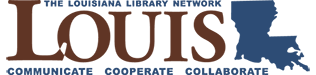 THE LOUISIANA LIBRARY NETWORK
LOUIS
COMMUNICATE COOPERATE COLLABORATE